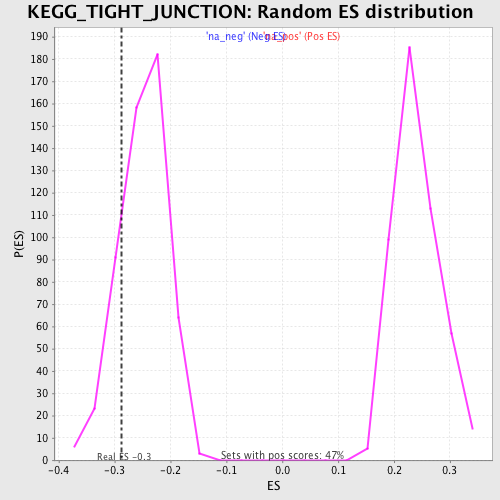 KEGG_TIGHT_JUNCTION: Random ES distribution
'na_neg' (Neg ES) 'na_pos' (Pos ES)
190
180
170
160
150
140
130
120
110
100
90
80
70
60
50
40
30
20
10
0
P(ES)
Real ES -0.3
Sets with pos scores: 47%
-0.4 -0.3 -0.2 -0.1 0.0 0.1 0.2 0.3
ES